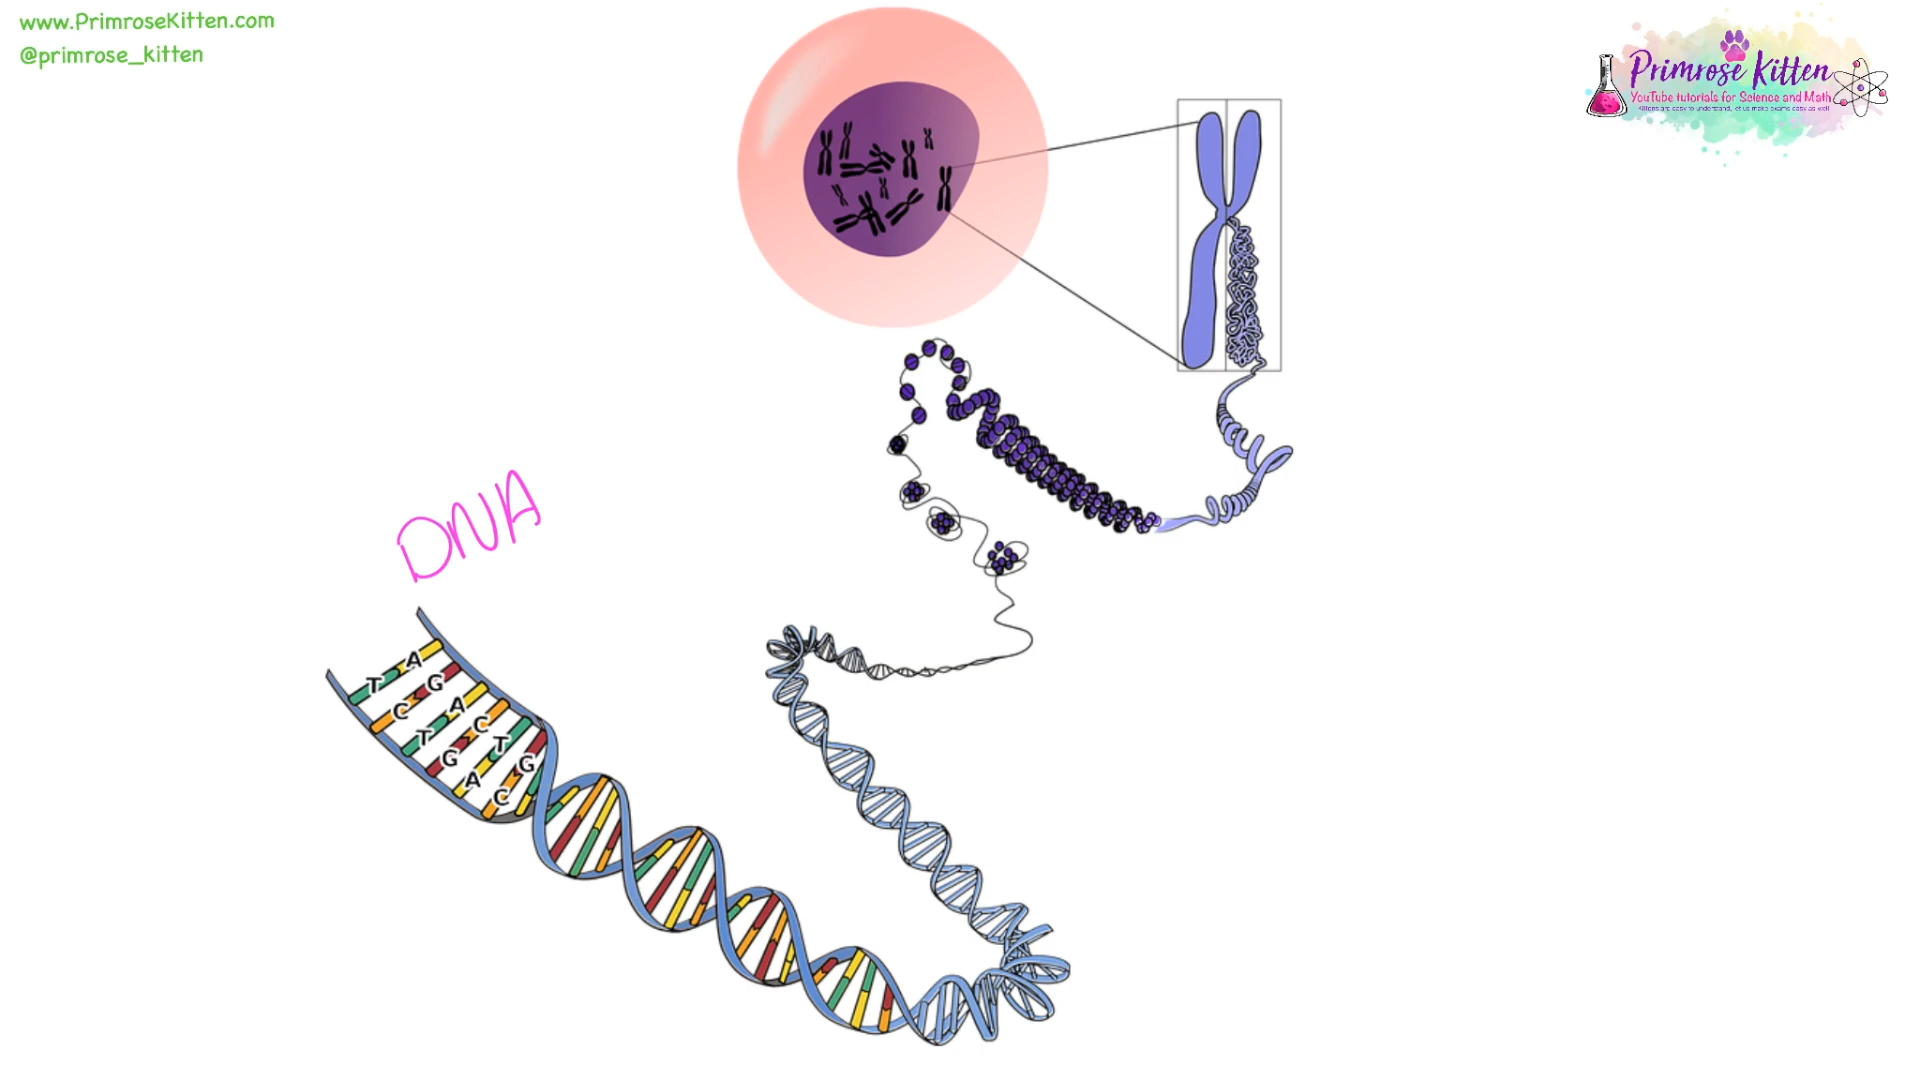 www.PrimroseKitten.com
@primrose_kitten
Primrose Kitten
YouTube tutorials for Science and Math
DNA
A
T
G
C
A
C
T
T
G
G
A
C